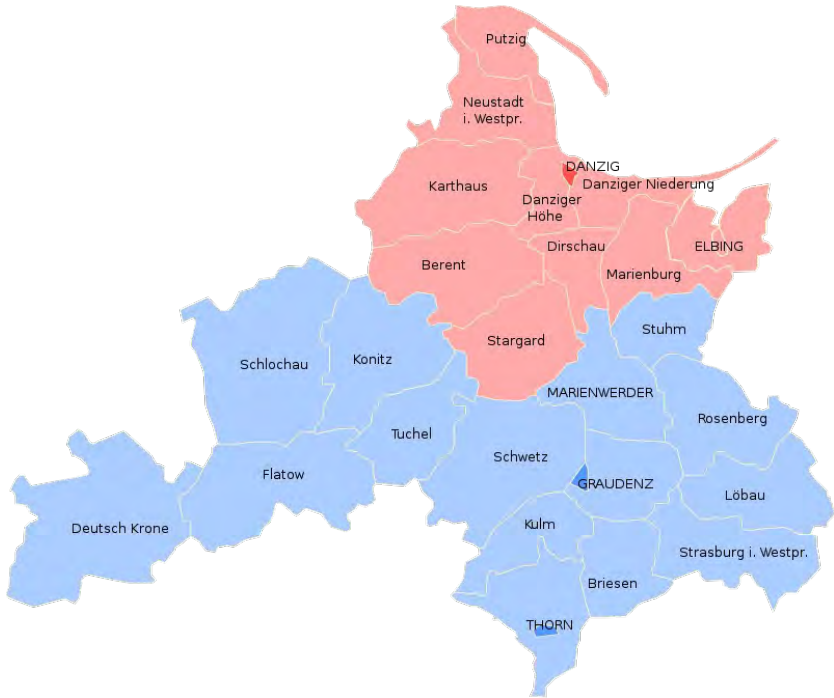 Putzig
Neustadt
i. Westpr.
DANZIG
Karthaus
Danziger Niederung
Danziger
Höhe
Dirschau
ELBING
Berent
Marienburg
Stuhm
Stargard
Konitz
Schlochau
MARIENWERDER
Rosenberg
Tuchel
Schwetz
Flatow
GRAUDENZ
Löbau
Deutsch Krone
Kulm
Strasburg i. Westpr.
Briesen
THORN